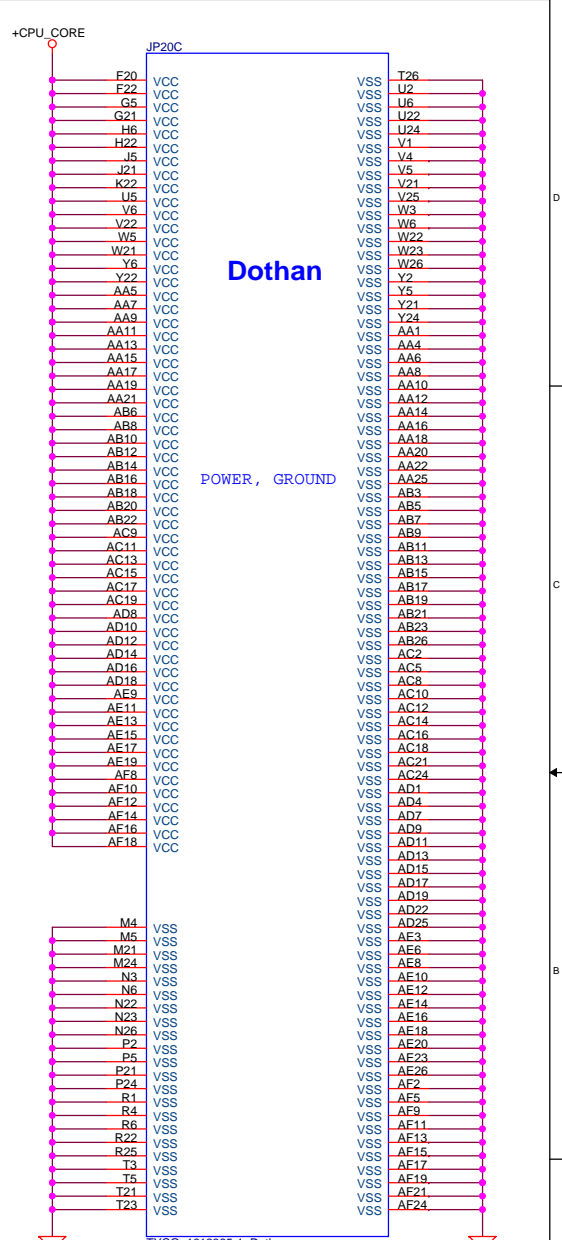 +CPU_CORE
JP20C
F20 VCC VSS T26
F22 VCC VSS U2
G5 VCC VSS U6
G21 VCC VSS U22
H6 VCC VSS U24
H22 VCC VSS V1
J5 VCC VSS V4
J21 VCC VSS V5
K22 VCC VSS V21
U5 VCC VSS V25
V6 VCC VSS W3
V22 VCC VSS W6
W5 VCC VSS W22
W21 VCC VSS W23
Y6 VCC VSS W26
Y22 VCC VSS Y2
Dothan
AA5 VCC VSS Y5
AA7 VCC VSS Y21
AA9 VCC VSS Y24
AA11 VCC VSS AA1
AA13 VCC VSS AA4
AA15 VCC VSS AA6
AA17 VCC VSS AA8
AA19 VCC VSS AA10
AA21 VCC VSS AA12
AB6 VCC VSS AA14
AB8 VCC VSS AA16
AB10 VCC VSS AA18
AB12 VCC VSS AA20
AB14 VCC VSS AA22
AB16 VCC VSS AA25
POWER, GROUND
AB18 VCC VSS AB3
AB20 VCC VSS AB5
AB22 VCC VSS AB7
AC9 VCC VSS AB9
AC11 VCC VSS AB11
AC13 VCC VSS AB13
AC15 VCC VSS AB15
AC17 VCC VSS AB17
AC19 VCC VSS AB19
AD8 VCC VSS AB21
AD10 VCC VSS AB23
AD12 VCC VSS AB26
AD14 VCC VSS AC2
AD16 VCC VSS AC5
AD18 VCC VSS AC8
AE9 VCC VSS AC10
AE11 VCC VSS AC12
AE13 VCC VSS AC14
AE15 VCC VSS AC16
AE17 VCC VSS AC18
AE19 VCC VSS AC21
AF8 VCC VSS AC24
AF10 VCC VSS AD1
AF12 VCC VSS AD4
AF14 VCC VSS AD7
AF16 VCC VSS AD9
AF18 VCC VSS AD11
VSS AD13
VSS AD15
VSS AD17
VSS AD19
VSS AD22
M4 VSS VSS AD25
M5 VSS VSS AE3
M21 VSS VSS AE6
M24 VSS VSS AE8
N3 VSS VSS AE10
N6 VSS VSS AE12
N22 VSS VSS AE14
N23 VSS VSS AE16
N26 VSS VSS AE18
P2 VSS VSS AE20
P5 VSS VSS AE23
P21 VSS VSS AE26
P24 VSS VSS AF2
R1 VSS VSS AF5
R4 VSS VSS AF9
R6 VSS VSS AF11
R22 VSS VSS AF13
R25 VSS VSS AF15
T3 VSS VSS AF17
T5 VSS VSS AF19
T21 VSS VSS AF21
T23 VSS VSS AF24
D
C
B